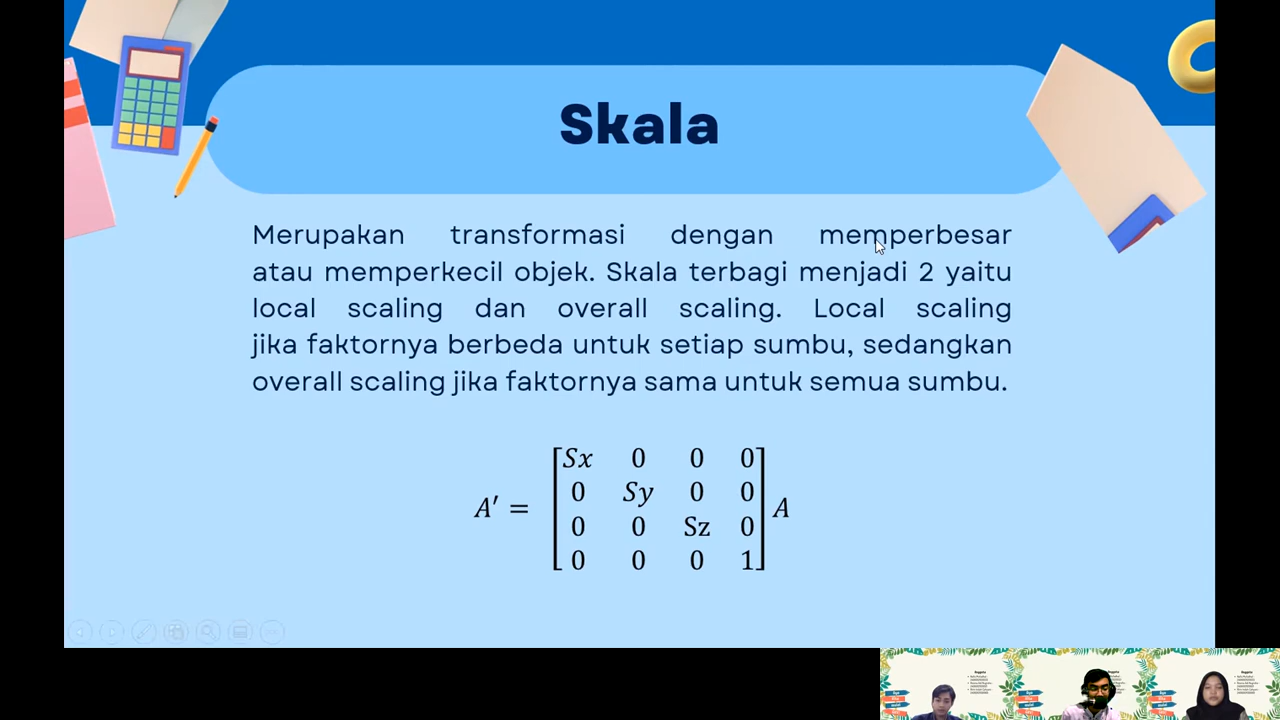 Skala
Merupakan transformasi dengan memperbesar
atau memperkecil objek. Skala terbagi menjadi 2 yaitu
local scaling dan overall scaling. Local scaling
jika faktornya berbeda untuk setiap sumbu, sedangkan
overall scaling jika faktornya sama untuk semua sumbu.
A′ = [Sx 0 0 0
0 Sy 0 0
0 0 Sz 0
0 0 0 1] A